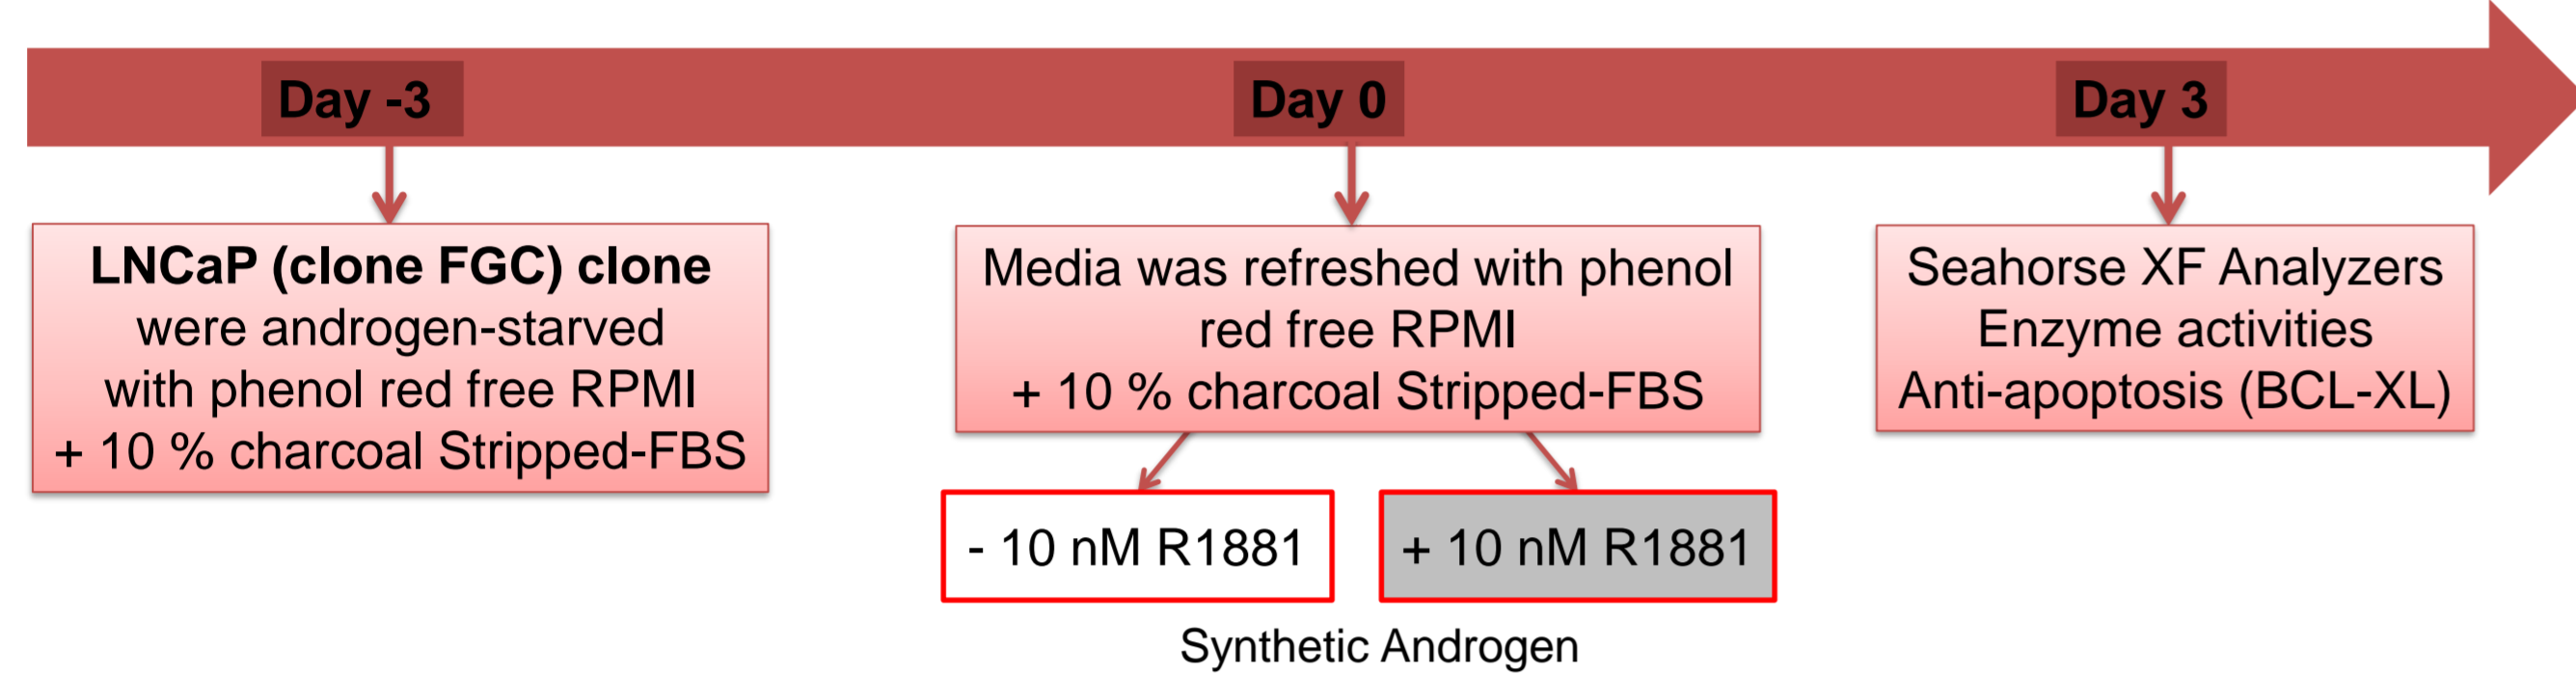 Day -3
Day 0
Day 3
LNCaP (clone FGC) clone
were androgen-starved
with phenol red free RPMI
+ 10 % charcoal Stripped-FBS
Media was refreshed with phenol
red free RPMI
+ 10 % charcoal Stripped-FBS
Seahorse XF Analyzers
Enzyme activities
Anti-apoptosis (BCL-XL)
- 10 nM R1881
+ 10 nM R1881
Synthetic Androgen